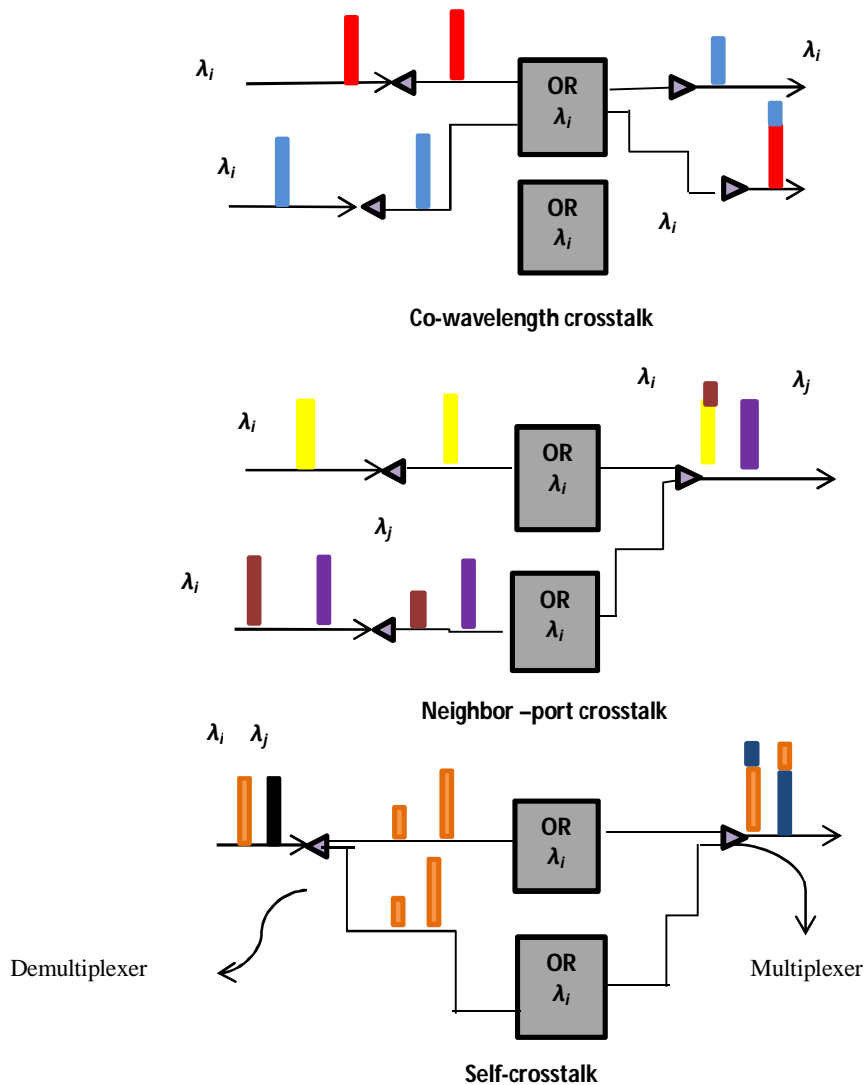 λi
OR
λi
λi
λi
OR
λi
λi
Co-wavelength crosstalk
λi
λj
λi
OR
λi
λj
λi
OR
λi
Neighbor –port crosstalk
λi λj
OR
λi
OR
λi
Demultiplexer
Multiplexer
Self-crosstalk